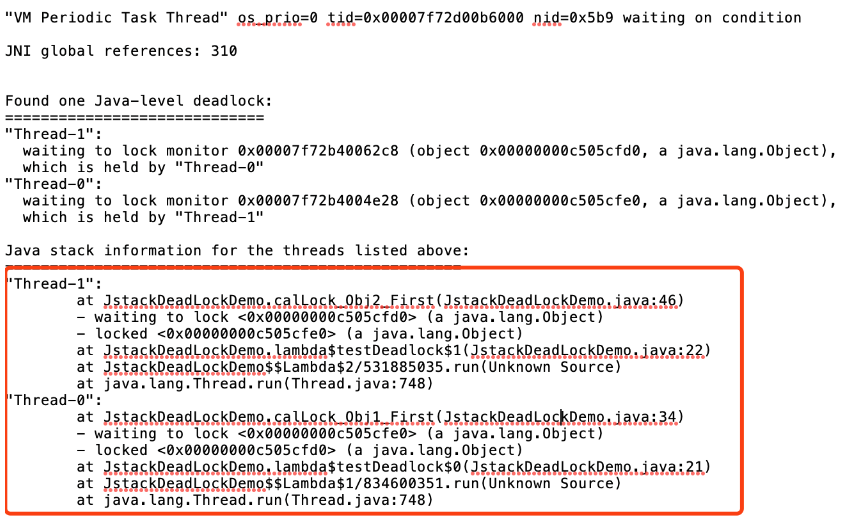 "VM Periodic Task Thread" os_prio=0 tid=0x00007f72d00b6000 nid=0x5b9 waiting on condition
JNI global references: 310
Found one Java-level deadlock:
=============================
"Thread-1":
  waiting to lock monitor 0x00007f72b40062c8 (object 0x00000000c505cfd0, a java.lang.Object),
  which is held by "Thread-0"
"Thread-0":
  waiting to lock monitor 0x00007f72b4004e28 (object 0x00000000c505cfe0, a java.lang.Object),
  which is held by "Thread-1"
Java stack information for the threads listed above:
===================================================
"Thread-1":
        at JstackDeadLockDemo.calLock_Obj2_First(JstackDeadLockDemo.java:46)
        - waiting to lock <0x00000000c505cfd0> (a java.lang.Object)
        - locked <0x00000000c505cfe0> (a java.lang.Object)
        at JstackDeadLockDemo.lambda$testDeadlock$1(JstackDeadLockDemo.java:22)
        at JstackDeadLockDemo$$Lambda$2/531885035.run(Unknown Source)
        at java.lang.Thread.run(Thread.java:748)
"Thread-0":
        at JstackDeadLockDemo.calLock_Obj1_First(JstackDeadLockDemo.java:34)
        - waiting to lock <0x00000000c505cfe0> (a java.lang.Object)
        - locked <0x00000000c505cfd0> (a java.lang.Object)
        at JstackDeadLockDemo.lambda$testDeadlock$0(JstackDeadLockDemo.java:21)
        at JstackDeadLockDemo$$Lambda$1/834600351.run(Unknown Source)
        at java.lang.Thread.run(Thread.java:748)